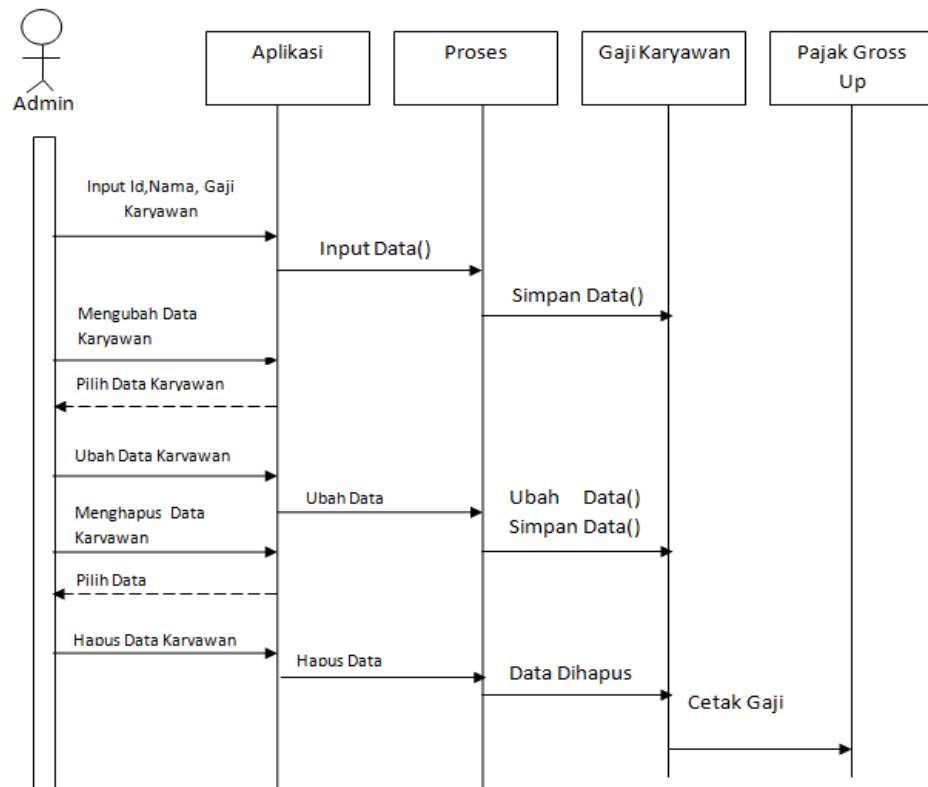 Admin
Aplikasi
Proses
Gaji Karyawan
Pajak Gross
Up
Input Id,Nama, Gaji
Karyawan
Input Data()
Simpan Data()
Mengubah Data
Karyawan
Pilih Data Karyawan
Ubah Data Karyawan
Ubah Data
Ubah Data()
Simpan Data()
Menghapus Data
Karyawan
Pilih Data
Hapus Data Karyawan
Hapus Data
Data Dihapus
Cetak Gaji